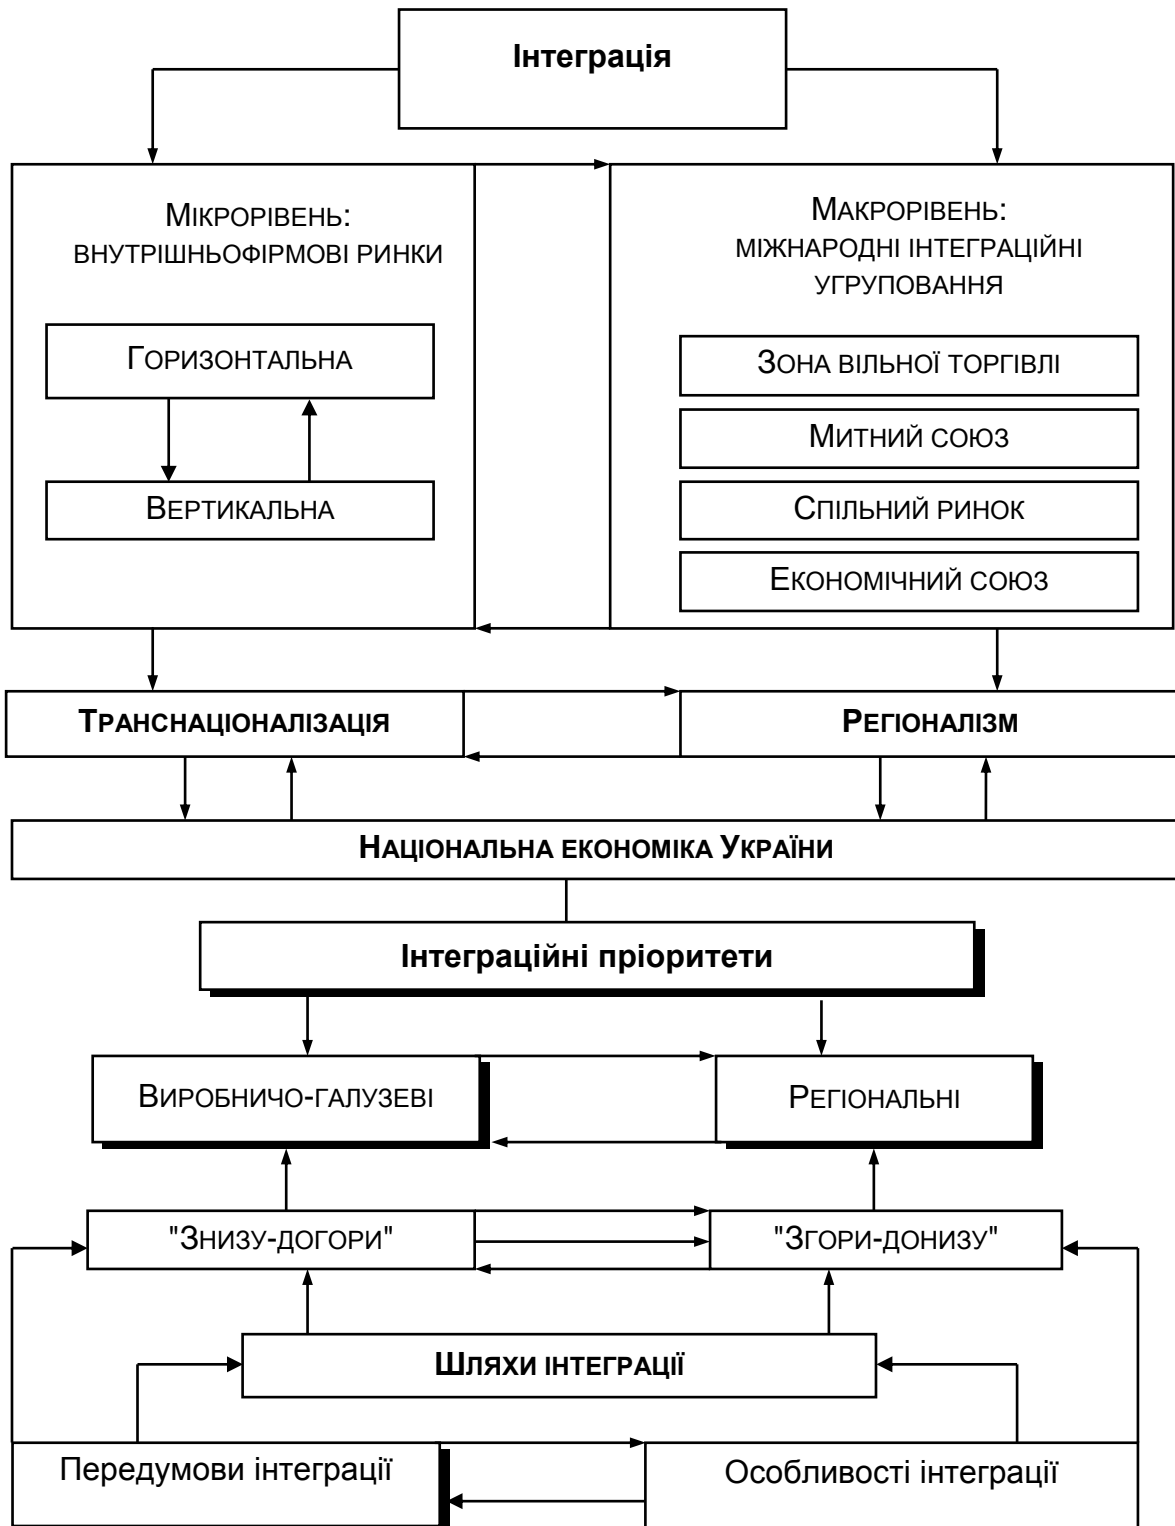 Інтеграція
МІКРОРІВЕНЬ:
ВНУТРІШНЬОФІРМОВІ РИНКИ
ГОРИЗОНТАЛЬНА
ВЕРТИКАЛЬНА
МАКРОРІВЕНЬ:
МІЖНАРОДНІ ІНТЕГРАЦІЙНІ
УГРУПОВАННЯ
ЗОНА ВІЛЬНОЇ ТОРГІВЛІ
МИТНИЙ СОЮЗ
СПІЛЬНИЙ РИНОК
ЕКОНОМІЧНИЙ СОЮЗ
ТРАНСНАЦІОНАЛІЗАЦІЯ
РЕГІОНАЛІЗМ
НАЦІОНАЛЬНА ЕКОНОМІКА УКРАЇНИ
Інтеграційні пріоритети
ВИРОБНИЧО-ГАЛУЗЕВІ
РЕГІОНАЛЬНІ
"ЗНИЗУ-ДОГОРИ"
"ЗГОРИ-ДОНИЗУ"
ШЛЯХИ ІНТЕГРАЦІЇ
Передумови інтеграції
Особливості інтеграції